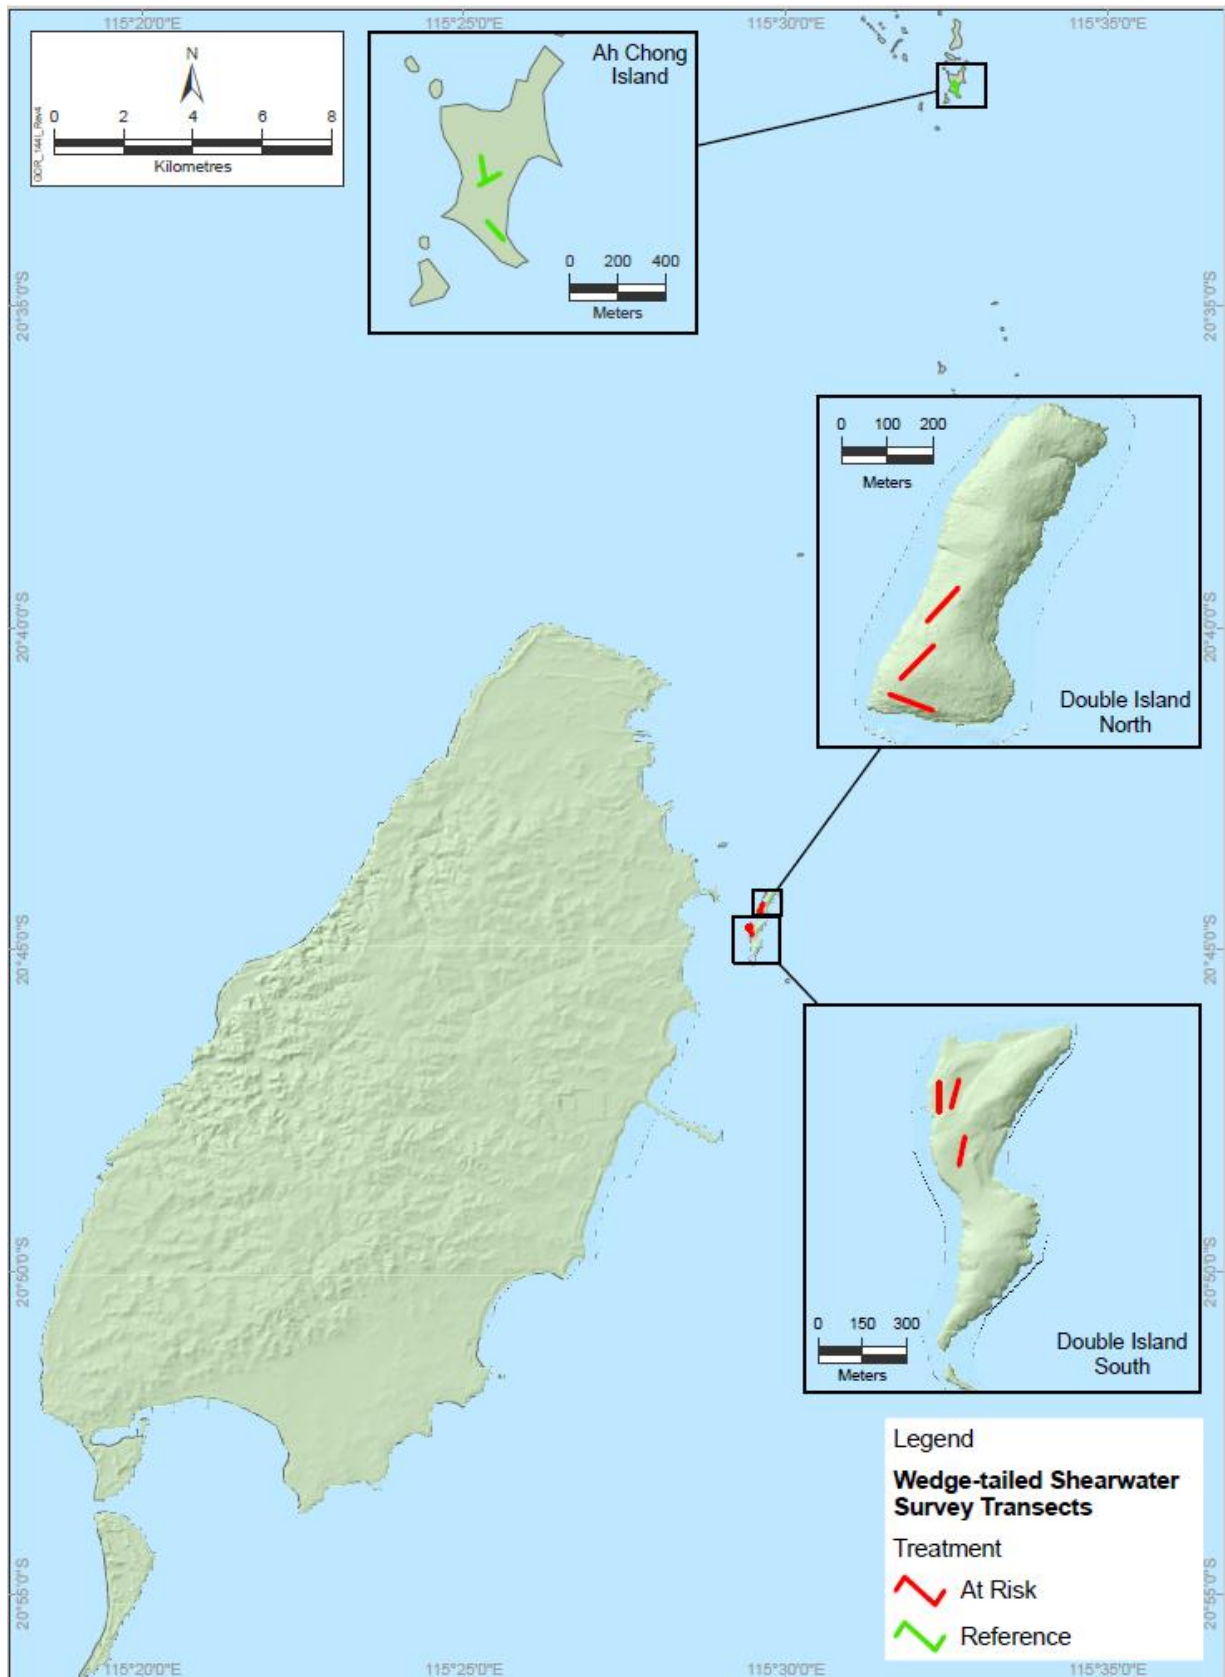 115°20'0"E
115°25'0"E
115°30'0"E
115°35'0"E
N
0 2 4 6 8
Kilometres
GOR_144I_Rev4
Ah Chong
Island
0 200 400
Meters
20°35'0"S
20°35'0"S
0 100 200
Meters
Double Island
North
20°40'0"S
20°40'0"S
20°45'0"S
20°45'0"S
0 150 300
Meters
Double Island
South
20°50'0"S
20°50'0"S
Legend
Wedge-tailed Shearwater
Survey Transects
Treatment
At Risk
Reference
20°55'0"S
20°55'0"S
115°20'0"E
115°25'0"E
115°30'0"E
115°35'0"E